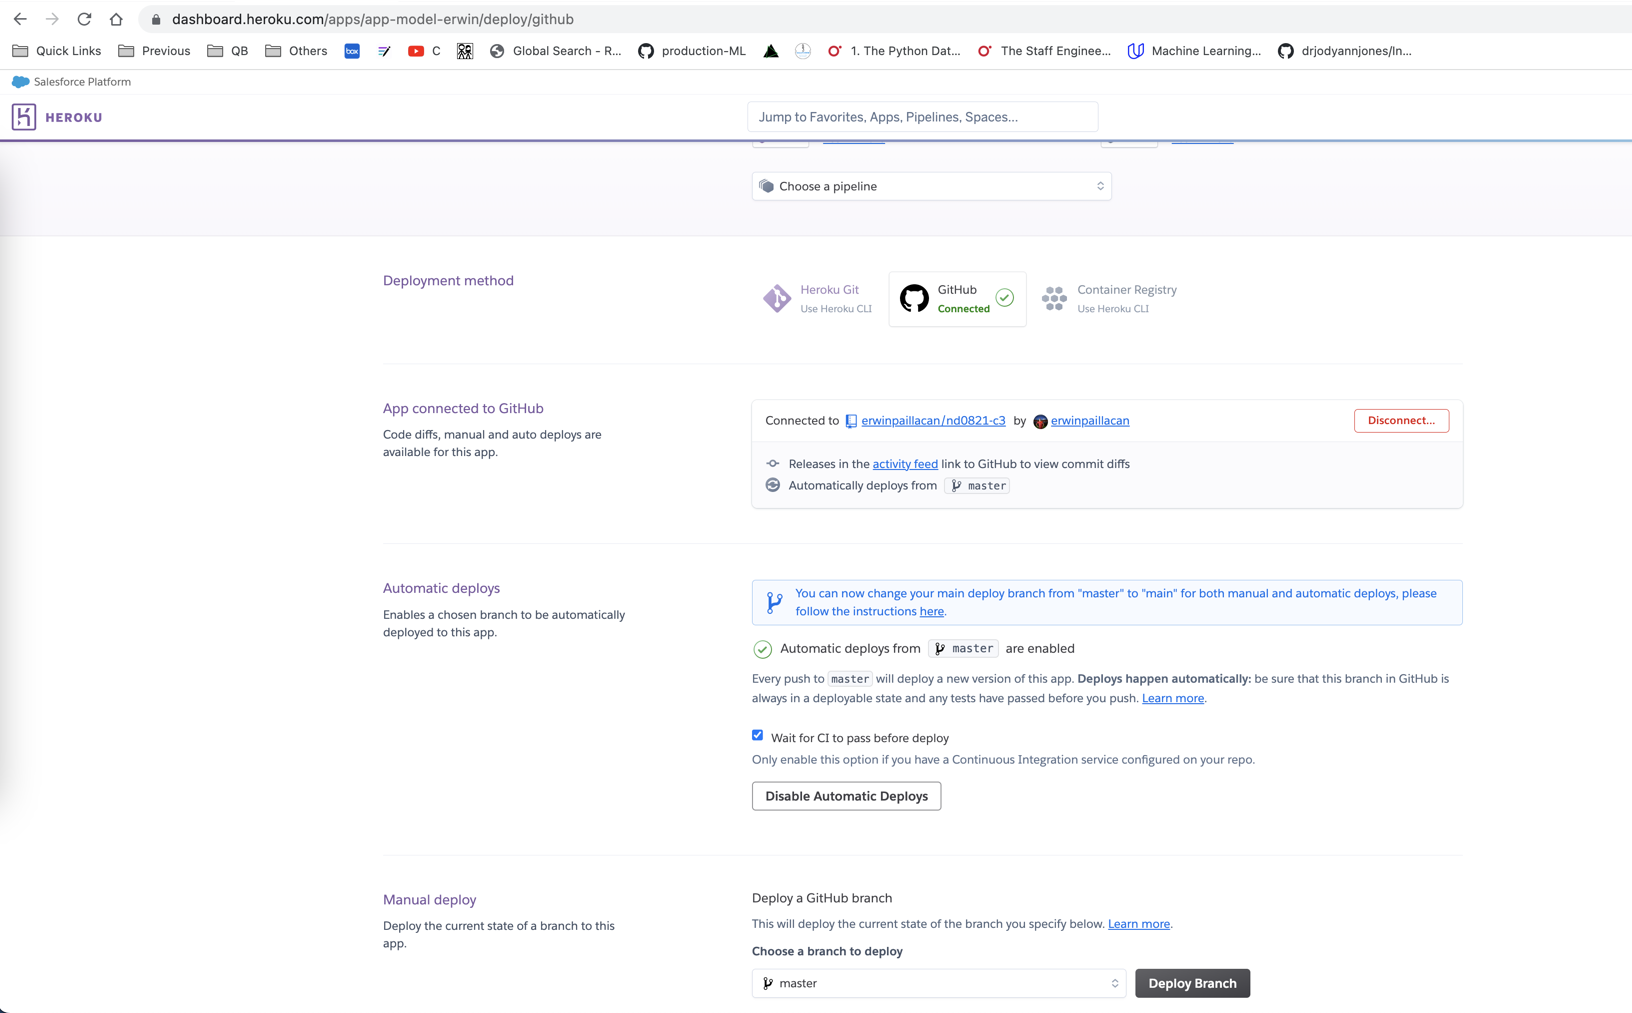 dashboard.heroku.com/apps/app-model-erwin/deploy/github
Quick Links Previous QB Others box C Global Search - R... production-ML 1. The Python Dat... The Staff Enginee... Machine Learning... drjodyannjones/In...
Salesforce Platform
HEROKU
Jump to Favorites, Apps, Pipelines, Spaces...
Choose a pipeline
Deployment method
Heroku Git
Use Heroku CLI
GitHub
Connected
Container Registry
Use Heroku CLI
App connected to GitHub
Code diffs, manual and auto deploys are
available for this app.
Connected to erwinpaillacan/nd0821-c3 by erwinpaillacan
Disconnect...
Releases in the activity feed link to GitHub to view commit diffs
Automatically deploys from master
Automatic deploys
Enables a chosen branch to be automatically
deployed to this app.
You can now change your main deploy branch from "master" to "main" for both manual and automatic deploys, please
follow the instructions here.
Automatic deploys from master are enabled
Every push to master will deploy a new version of this app. Deploys happen automatically: be sure that this branch in GitHub is
always in a deployable state and any tests have passed before you push. Learn more.
Wait for CI to pass before deploy
Only enable this option if you have a Continuous Integration service configured on your repo.
Disable Automatic Deploys
Manual deploy
Deploy the current state of a branch to this
app.
Deploy a GitHub branch
This will deploy the current state of the branch you specify below. Learn more.
Choose a branch to deploy
master
Deploy Branch